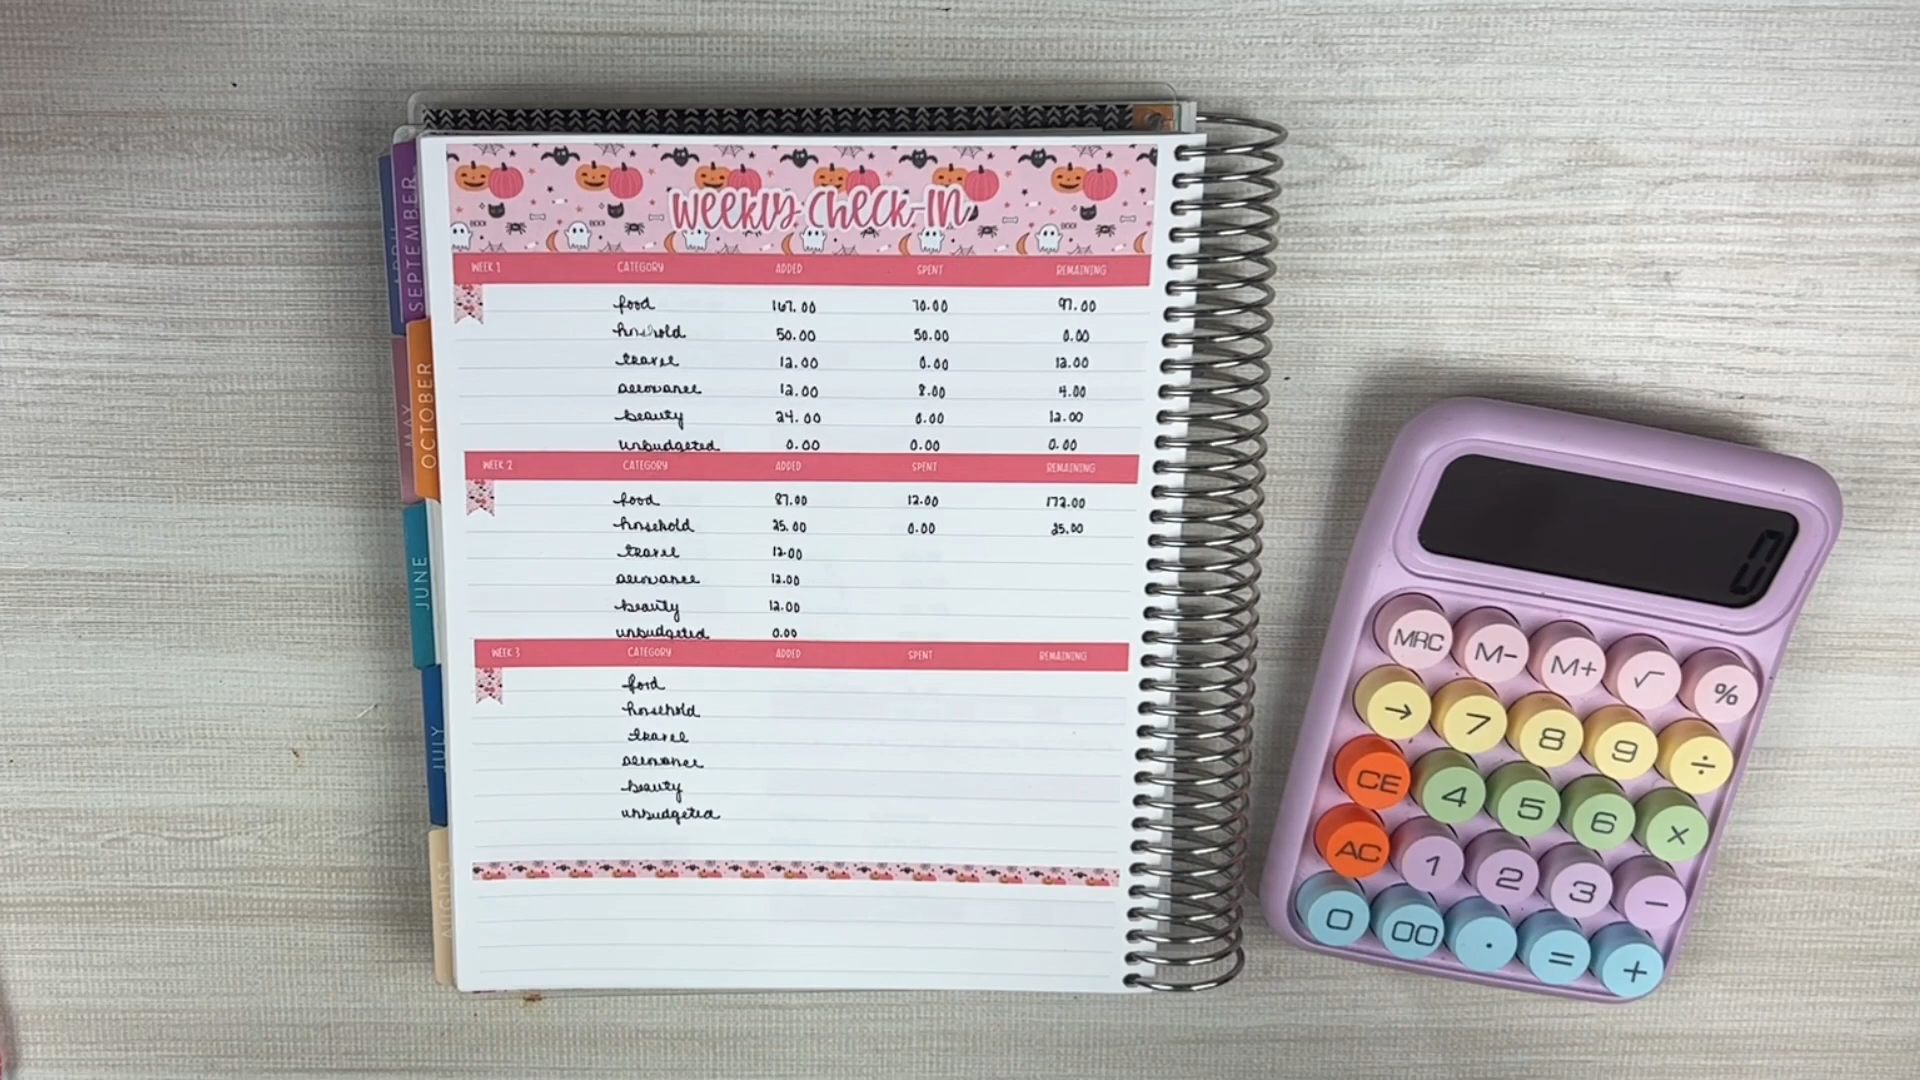 WEEKLY CHECK-IN
WEEK 1 CATEGORY ADDED SPENT REMAINING
food 167.00 70.00 97.00
household 50.00 50.00 0.00
travel 12.00 0.00 12.00
allowance 12.00 8.00 4.00
beauty 24.00 0.00 12.00
unbudgeted 0.00 0.00 0.00
WEEK 2 CATEGORY ADDED SPENT REMAINING
food 87.00 12.00 172.00
household 25.00 0.00 25.00
travel 12.00
allowance 12.00
beauty 12.00
unbudgeted 0.00
WEEK 3 CATEGORY ADDED SPENT REMAINING
food
household
travel
allowance
beauty
unbudgeted
APRIL
SEPTEMBER
MAY
OCTOBER
JUNE
JULY
AUGUST
0
MRC M- M+ √ %
→ 7 8 9 ÷
CE 4 5 6 ×
AC 1 2 3 −
0 00 . = +